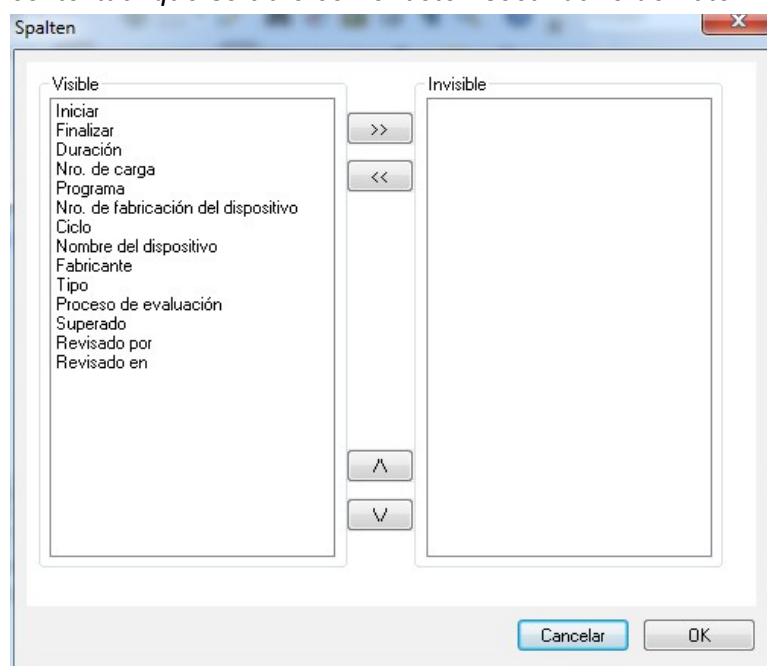 Spalten
Visible
Iniciar
Finalizar
Duración
Nro. de carga
Programa
Nro. de fabricación del dispositivo
Ciclo
Nombre del dispositivo
Fabricante
Tipo
Proceso de evaluación
Superado
Revisado por
Revisado en
>>
<<
/\
\/
Invisible
Cancelar
OK